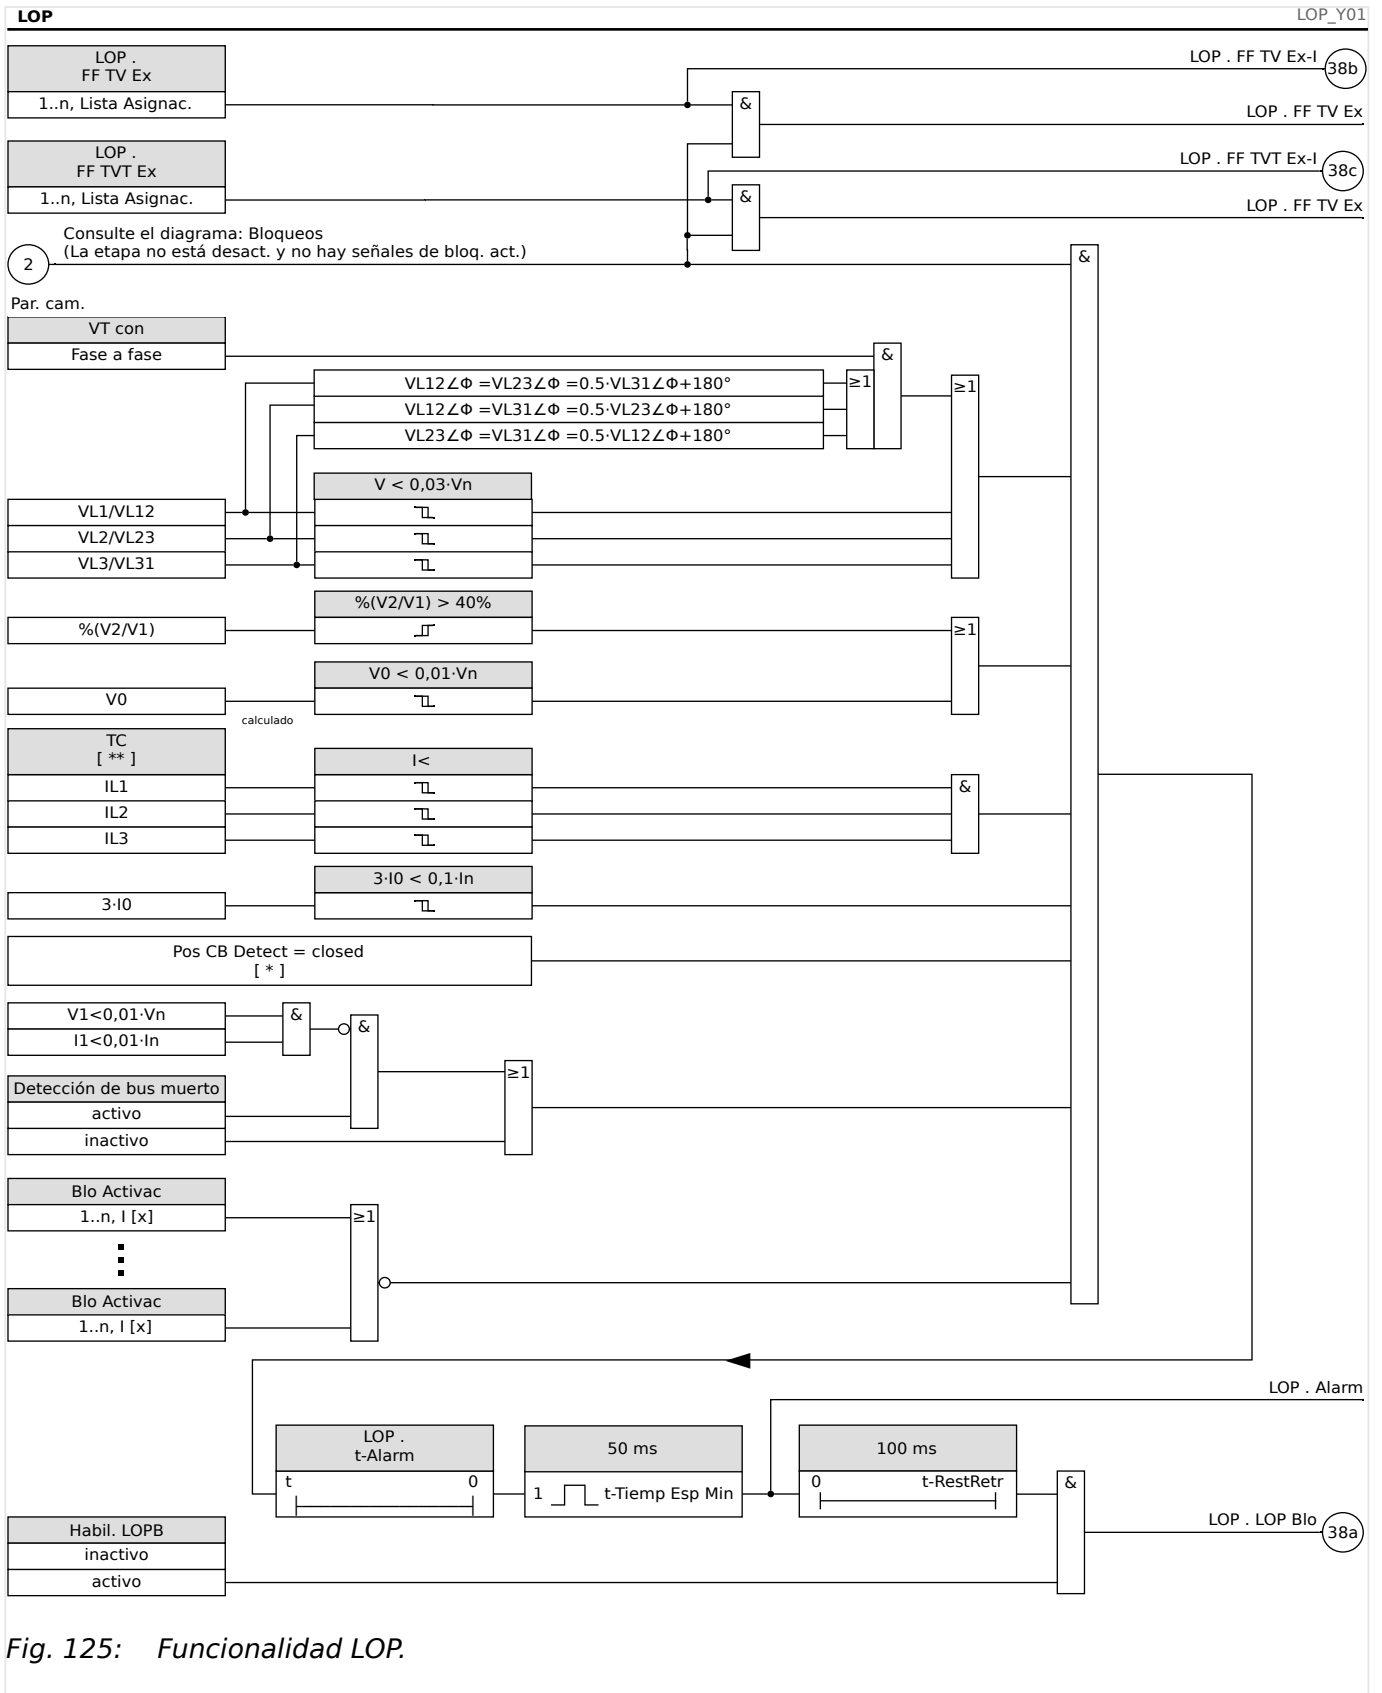 LOP
LOP_Y01
LOP .
FF TV Ex
1..n, Lista Asignac.
LOP . FF TV Ex-I
38b
&
LOP . FF TV Ex
LOP .
FF TVT Ex
1..n, Lista Asignac.
LOP . FF TVT Ex-I
38c
&
LOP . FF TV Ex
Consulte el diagrama: Bloqueos
(La etapa no está desact. y no hay señales de bloq. act.)
2
&
Par. cam.
VT con
Fase a fase
&
VL12∠Φ =VL23∠Φ =0.5·VL31∠Φ+180°
VL12∠Φ =VL31∠Φ =0.5·VL23∠Φ+180°
VL23∠Φ =VL31∠Φ =0.5·VL12∠Φ+180°
≥1
≥1
V < 0,03·Vn
VL1/VL12
VL2/VL23
VL3/VL31
%(V2/V1) > 40%
%(V2/V1)
≥1
V0 < 0,01·Vn
V0
calculado
TC
[ ** ]
I<
IL1
IL2
IL3
&
3·I0 < 0,1·In
3·I0
Pos CB Detect = closed
[ * ]
V1<0,01·Vn
I1<0,01·In
&
&
≥1
Detección de bus muerto
activo
inactivo
Blo Activac
1..n, I [x]
≥1
Blo Activac
1..n, I [x]
LOP . Alarm
LOP .
t-Alarm
t 0
50 ms
1 t-Tiemp Esp Min
100 ms
0 t-RestRetr
&
LOP . LOP Blo
38a
Habil. LOPB
inactivo
activo
Fig. 125: Funcionalidad LOP.